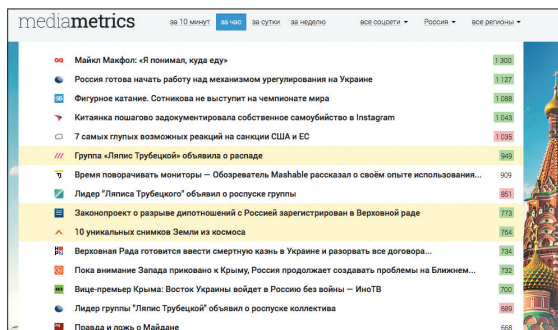 mediametrics
за 10 минут за час за сутки за неделю все соцсети Россия все регионы
Майкл Макфол: «Я понимал, куда еду» 1 300
Россия готова начать работу над механизмом урегулирования на Украине 1 127
Фигурное катание. Сотникова не выступит на чемпионате мира 1 088
Китаянка пошагово задокументировала собственное самоубийство в Instagram 1 043
7 самых глупых возможных реакций на санкции США и ЕС 1 035
Группа «Ляпис Трубецкой» объявила о распаде 949
Время поворачивать мониторы — Обозреватель Mashable рассказал о своём опыте использования... 909
Лидер "Ляписа Трубецкого" объявил о роспуске группы 851
Законопроект о разрыве дипотношений с Россией зарегистрирован в Верховной раде 773
10 уникальных снимков Земли из космоса 754
Верховная Рада готовится ввести смертную казнь в Украине и разорвать все договора... 734
Пока внимание Запада приковано к Крыму, Россия продолжает создавать проблемы на Ближнем... 732
Вице-премьер Крыма: Восток Украины войдет в Россию без войны — ИноТВ 700
Лидер группы "Ляпис Трубецкой" объявил о роспуске коллектива 689
Правда и ложь о Майдане 668